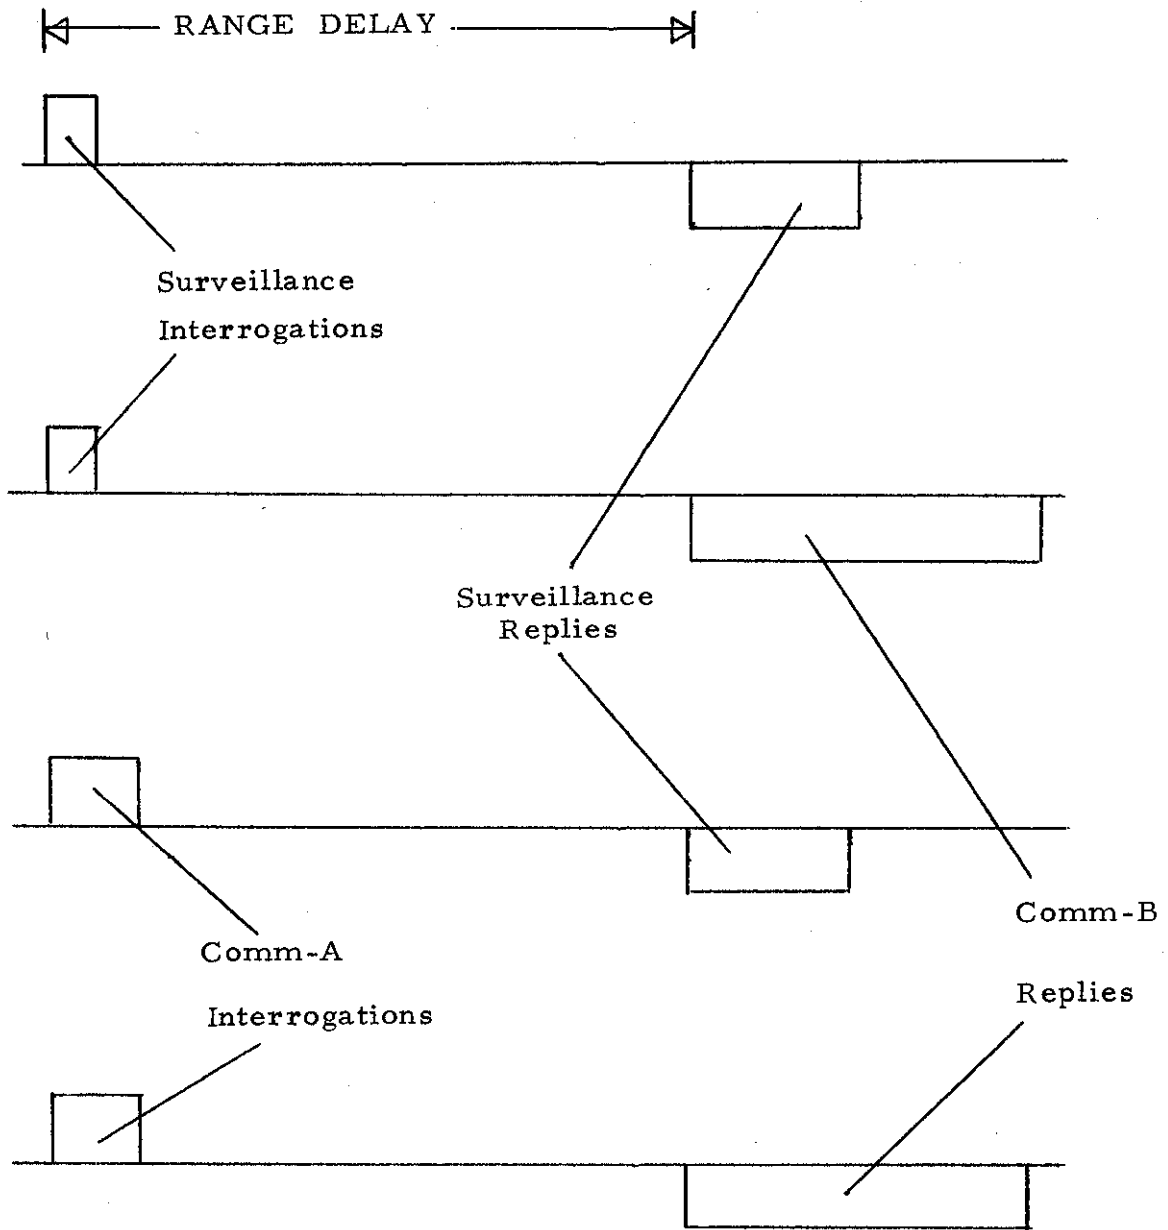 RANGE DELAY
Surveillance
Interrogations
Surveillance
Replies
Comm-A
Interrogations
Comm-B
Replies